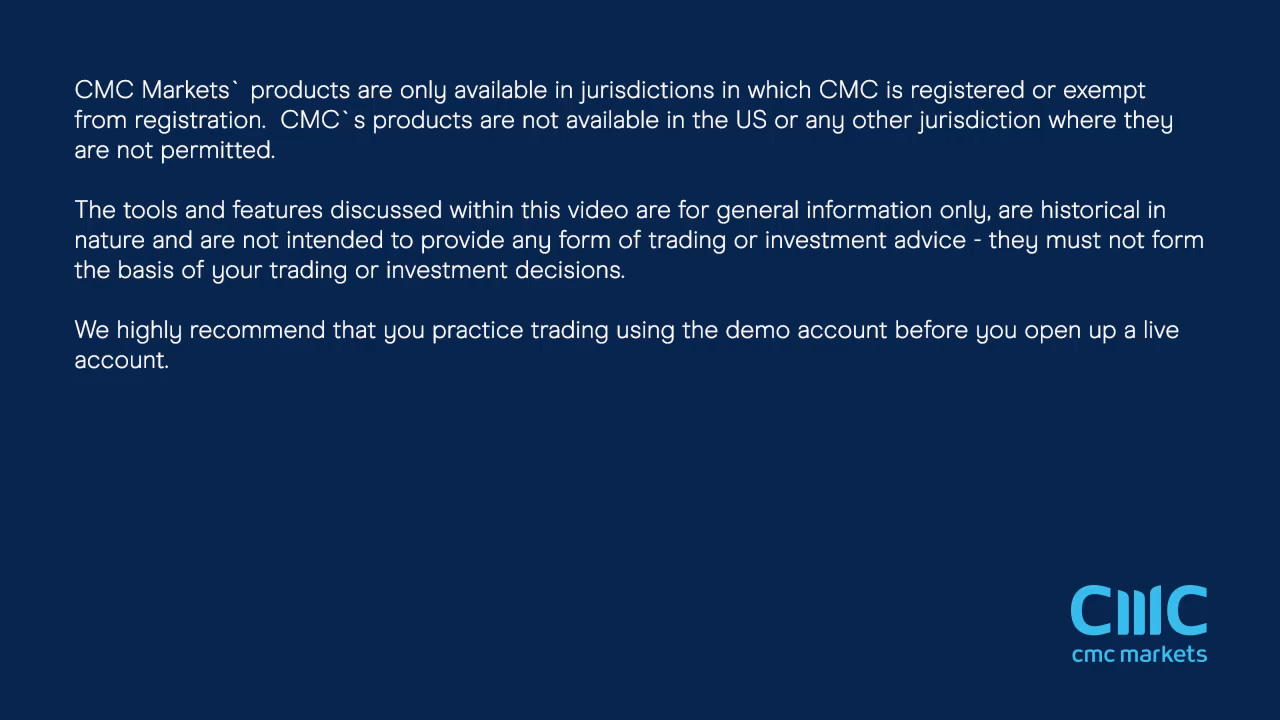 CMC Markets` products are only available in jurisdictions in which CMC is registered or exempt
from registration.  CMC`s products are not available in the US or any other jurisdiction where they
are not permitted.
The tools and features discussed within this video are for general information only, are historical in
nature and are not intended to provide any form of trading or investment advice - they must not form
the basis of your trading or investment decisions.
We highly recommend that you practice trading using the demo account before you open up a live
account.
CMC
cmc markets